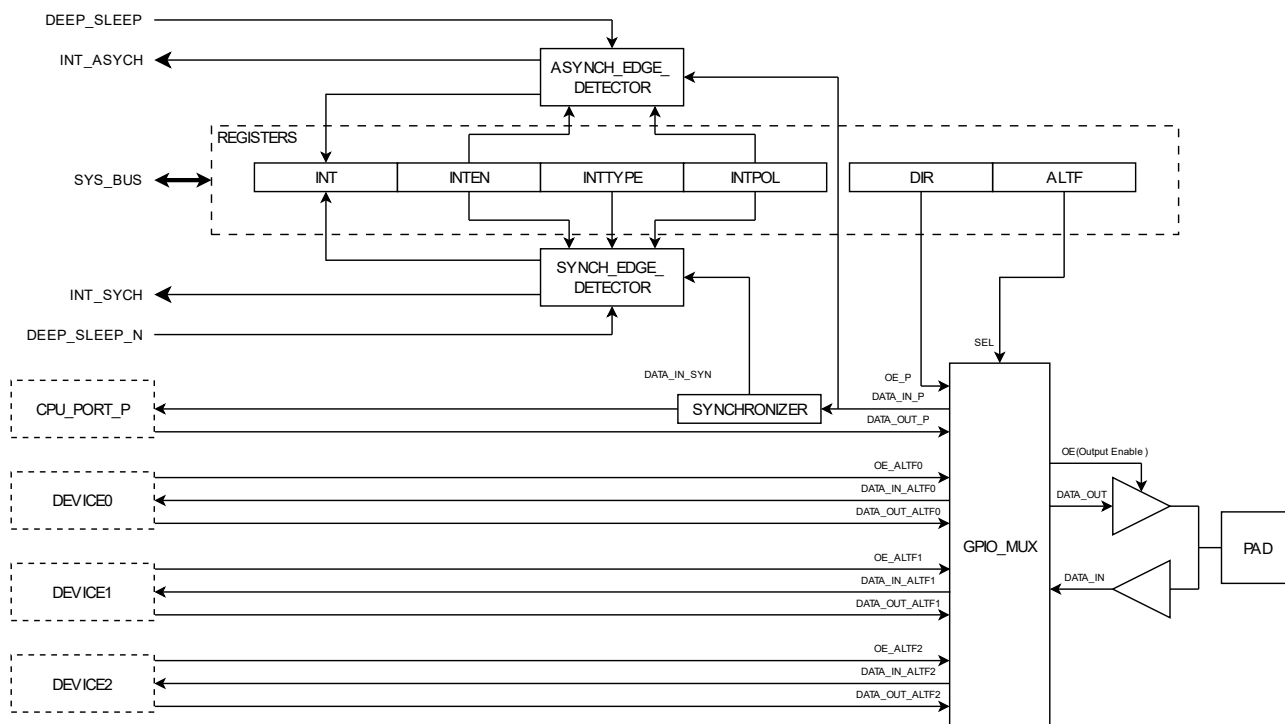 DEEP_SLEEP
INT_ASYCH
ASYNCH_EDGE_
DETECTOR
REGISTERS
SYS_BUS
INT
INTEN
INTTYPE
INTPOL
DIR
ALTF
SYNCH_EDGE_
DETECTOR
INT_SYCH
DEEP_SLEEP_N
SEL
DATA_IN_SYN
OE_P
CPU_PORT_P
SYNCHRONIZER
DATA_IN_P
DATA_OUT_P
OE(Output Enable )
DEVICE0
OE_ALTF0
DATA_IN_ALTF0
DATA_OUT_ALTF0
DATA_OUT
GPIO_MUX
PAD
DEVICE1
OE_ALTF1
DATA_IN_ALTF1
DATA_OUT_ALTF1
DATA_IN
DEVICE2
OE_ALTF2
DATA_IN_ALTF2
DATA_OUT_ALTF2